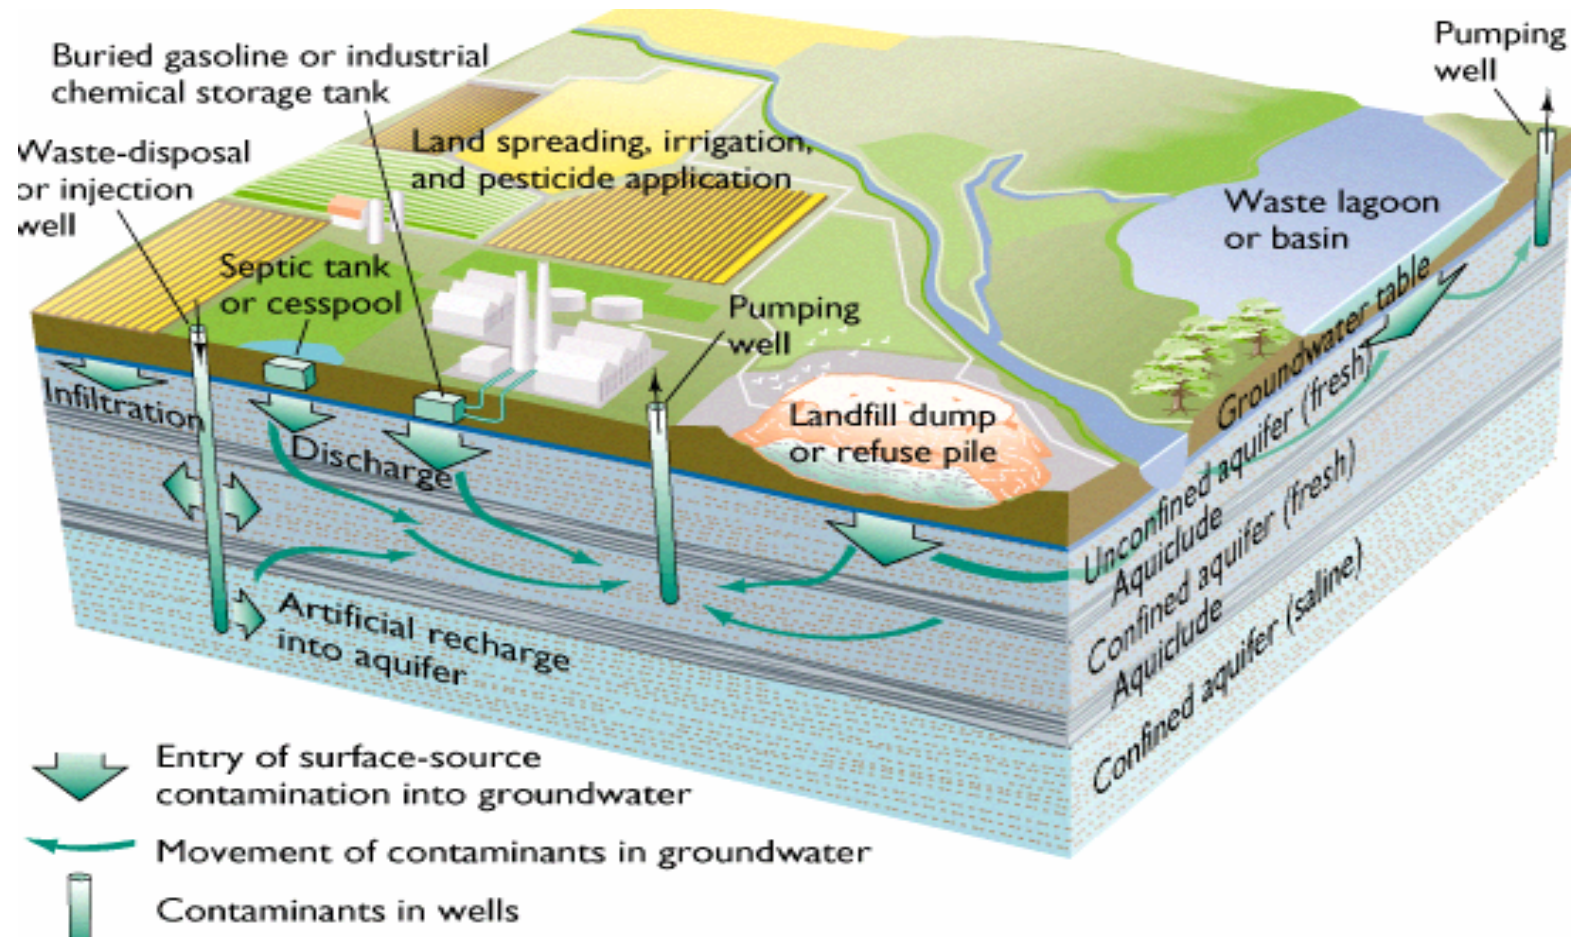 Buried gasoline or industrial
chemical storage tank
Pumping
well
Waste-disposal
or injection
well
Land spreading, irrigation,
and pesticide application
Waste lagoon
or basin
Septic tank
or cesspool
Pumping
well
Groundwater table
Infiltration
Landfill dump
or refuse pile
Discharge
Unconfined aquifer (fresh)
Aquiclude
Confined aquifer (fresh)
Aquiclude
Confined aquifer (saline)
Artificial recharge
into aquifer
Entry of surface-source
contamination into groundwater
Movement of contaminants in groundwater
Contaminants in wells